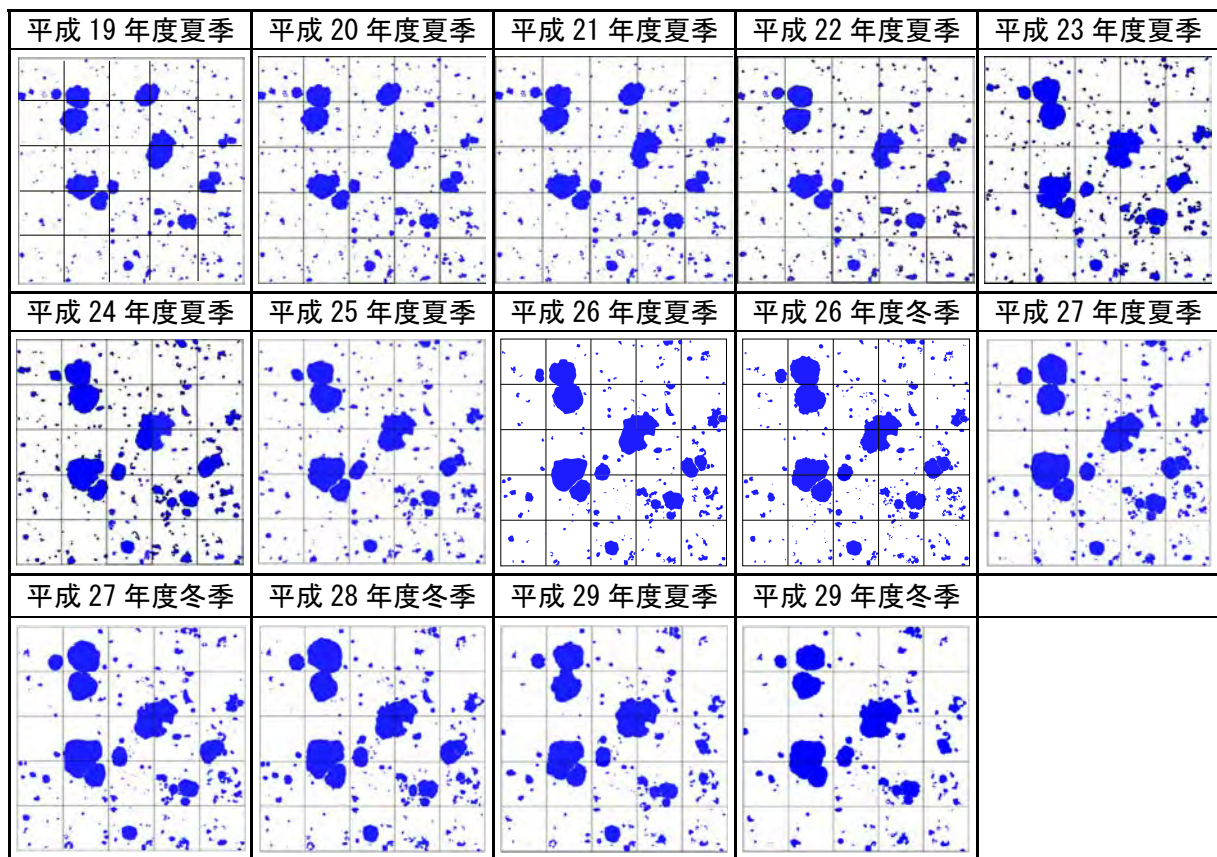 平成 19 年度夏季
平成 20 年度夏季
平成 21 年度夏季
平成 22 年度夏季
平成 23 年度夏季
平成 24 年度夏季
平成 25 年度夏季
平成 26 年度夏季
平成 26 年度冬季
平成 27 年度夏季
平成 27 年度冬季
平成 28 年度冬季
平成 29 年度夏季
平成 29 年度冬季